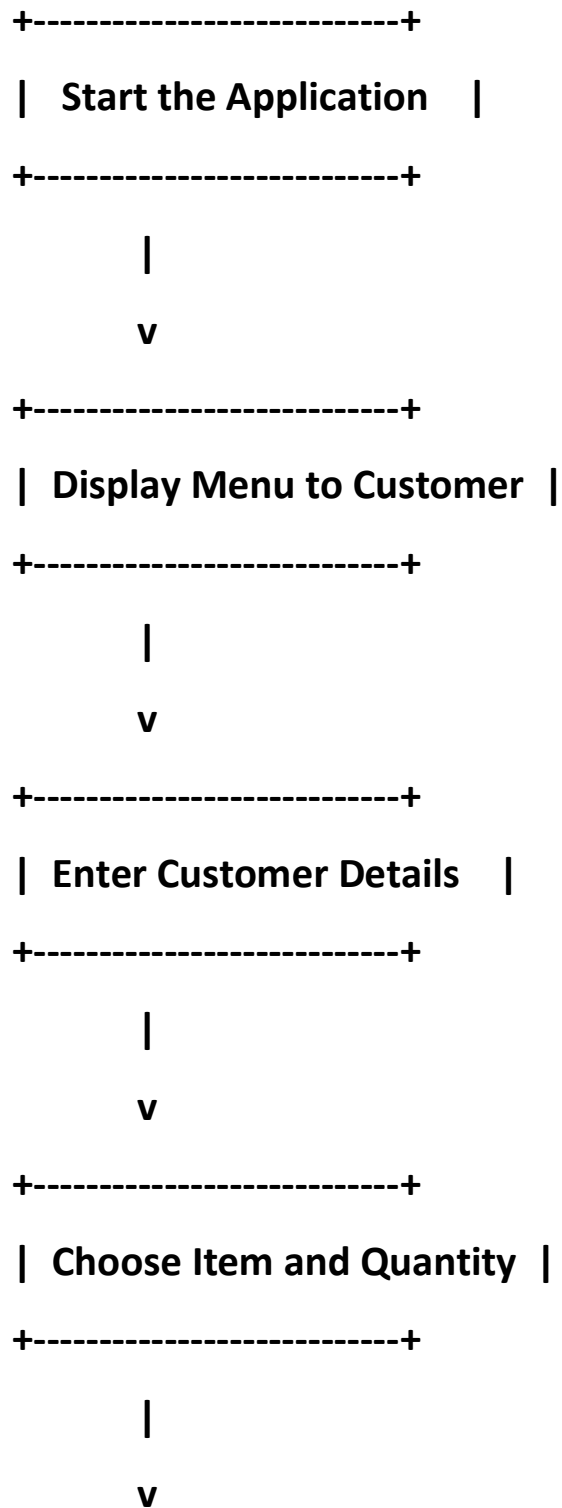 +----------------------------+
|   Start the Application    |
+----------------------------+
|
v
+----------------------------+
|  Display Menu to Customer  |
+----------------------------+
|
v
+----------------------------+
|  Enter Customer Details    |
+----------------------------+
|
v
+----------------------------+
|  Choose Item and Quantity  |
+----------------------------+
|
v